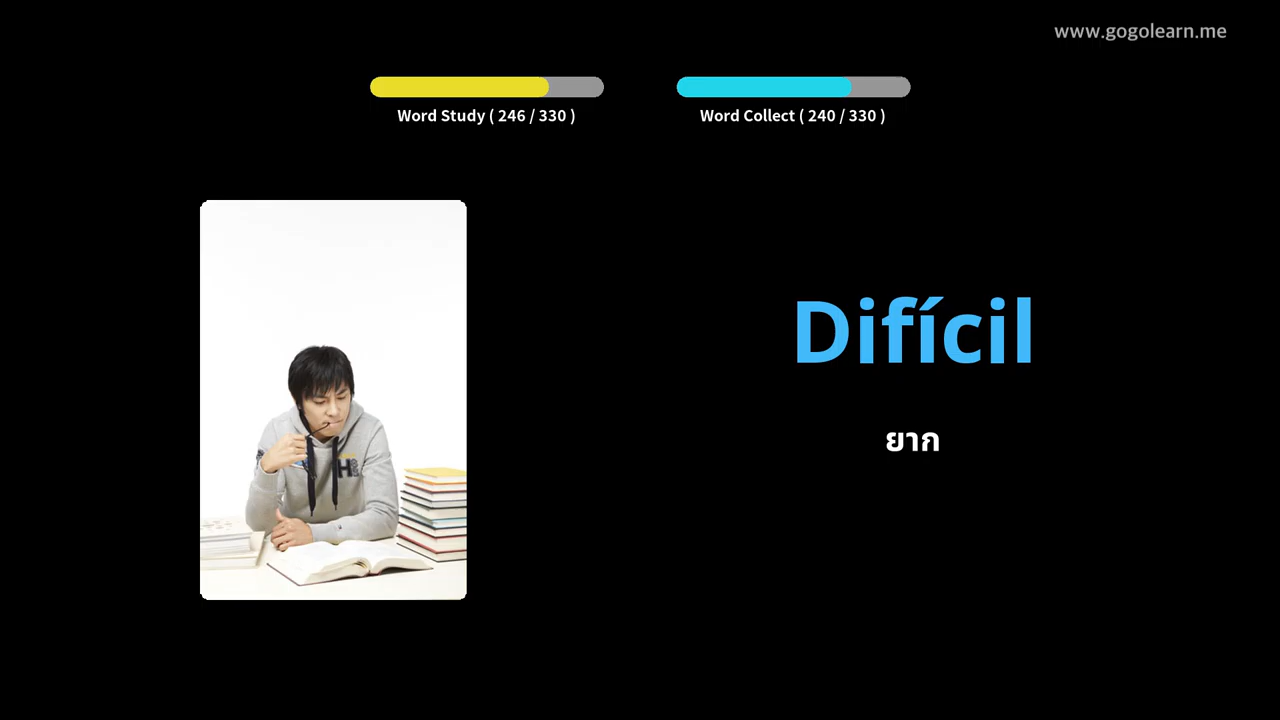 www.gogolearn.me
Word Study ( 246 / 330 )
Word Collect ( 240 / 330 )
Difícil
ยาก